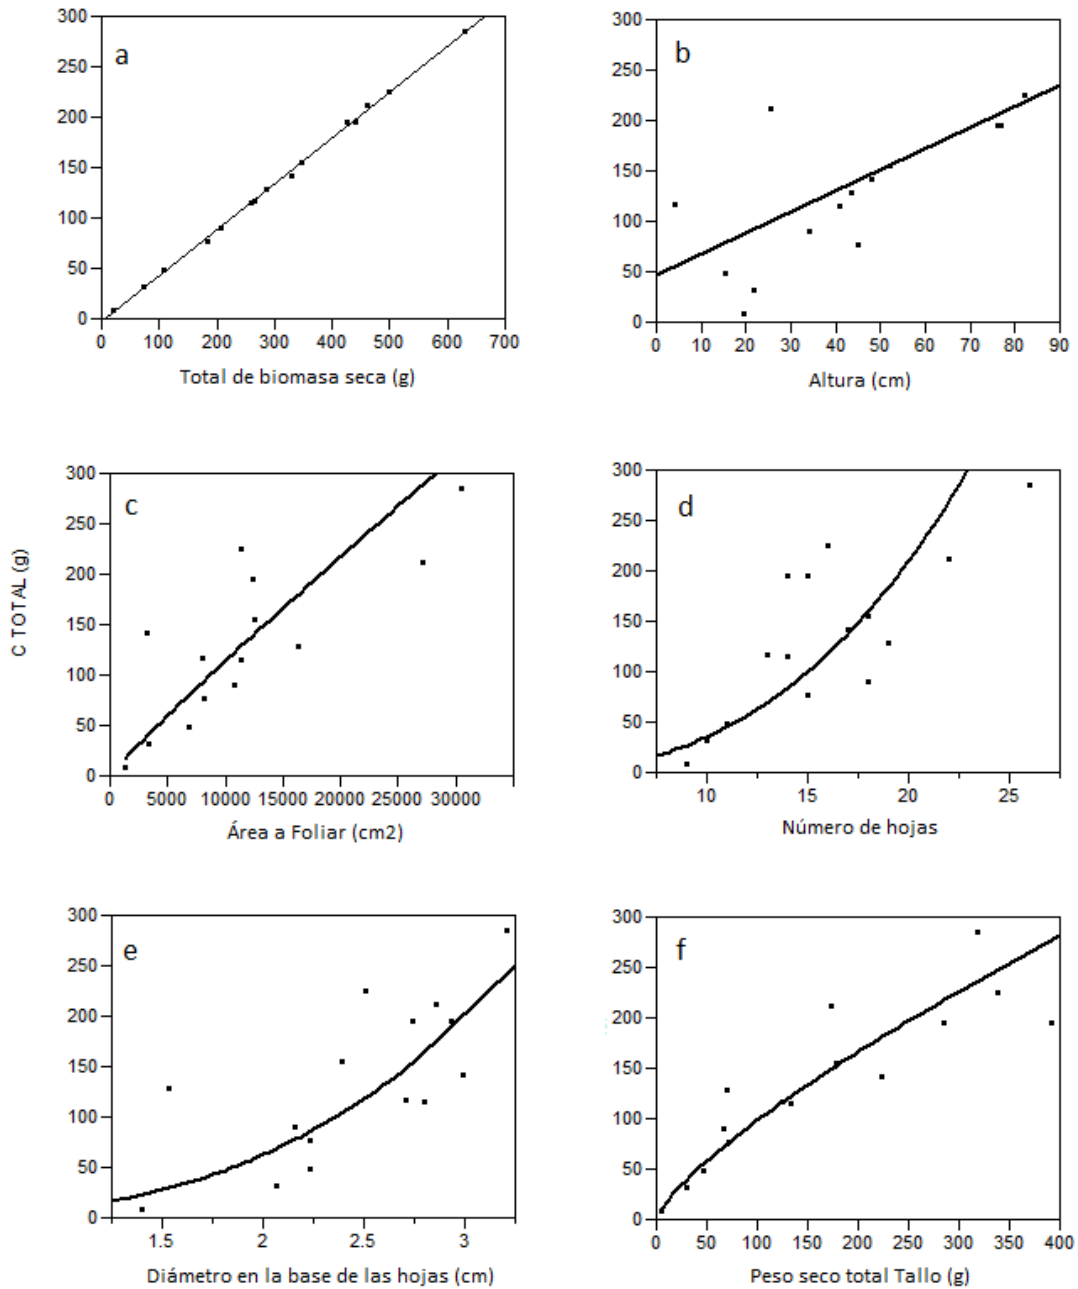 a
300
250
200
150
100
50
0
0 100 200 300 400 500 600 700
Total de biomasa seca (g)
b
300
250
200
150
100
50
0
0 10 20 30 40 50 60 70 80 90
Altura (cm)
C TOTAL (g)
c
300
250
200
150
100
50
0
0 5000 10000 15000 20000 25000 30000
Área a Foliar (cm2)
d
300
250
200
150
100
50
0
10 15 20 25
Número de hojas
e
300
250
200
150
100
50
0
1.5 2 2.5 3
Diámetro en la base de las hojas (cm)
f
300
250
200
150
100
50
0
0 50 100 150 200 250 300 350 400
Peso seco total Tallo (g)